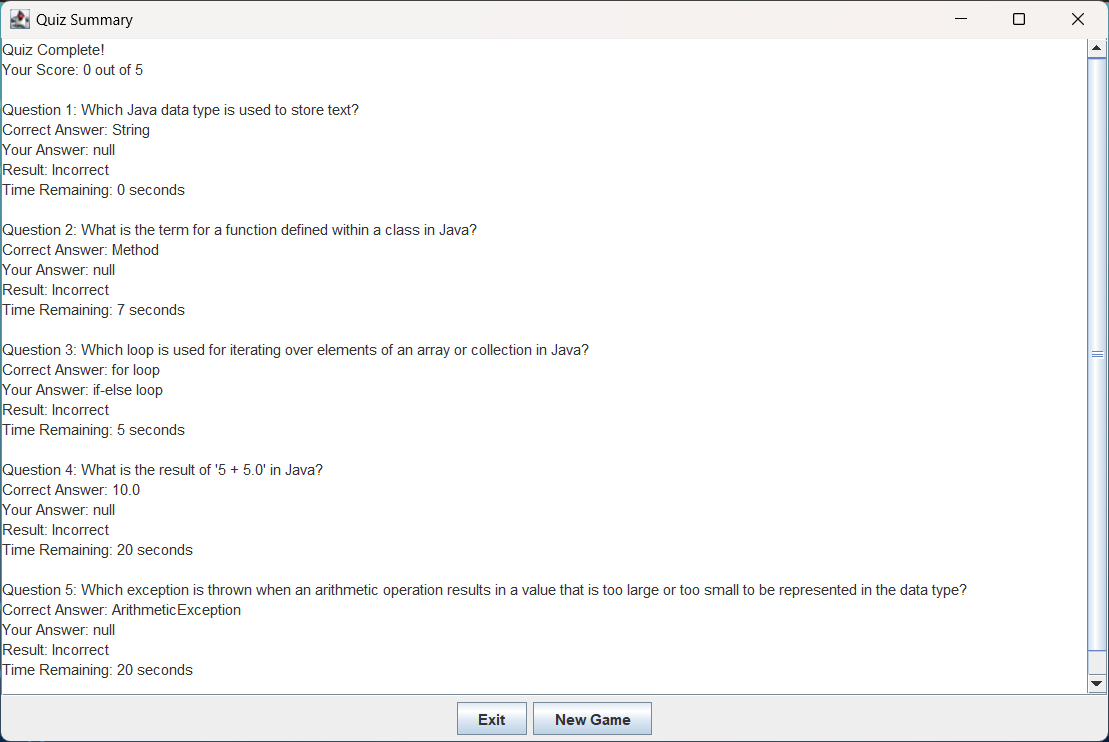 Quiz Summary
Quiz Complete!
Your Score: 0 out of 5
Question 1: Which Java data type is used to store text?
Correct Answer: String
Your Answer: null
Result: Incorrect
Time Remaining: 0 seconds
Question 2: What is the term for a function defined within a class in Java?
Correct Answer: Method
Your Answer: null
Result: Incorrect
Time Remaining: 7 seconds
Question 3: Which loop is used for iterating over elements of an array or collection in Java?
Correct Answer: for loop
Your Answer: if-else loop
Result: Incorrect
Time Remaining: 5 seconds
Question 4: What is the result of '5 + 5.0' in Java?
Correct Answer: 10.0
Your Answer: null
Result: Incorrect
Time Remaining: 20 seconds
Question 5: Which exception is thrown when an arithmetic operation results in a value that is too large or too small to be represented in the data type?
Correct Answer: ArithmeticException
Your Answer: null
Result: Incorrect
Time Remaining: 20 seconds
Exit New Game